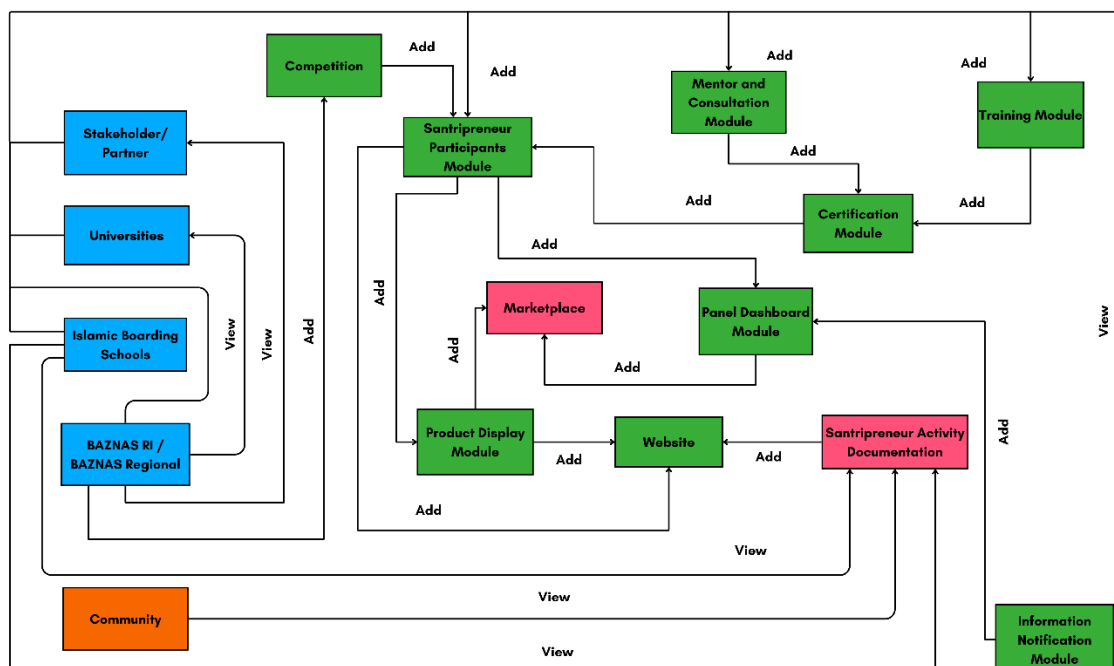 Competition
Add
Add
Add
Add
Mentor and
Consultation
Module
Training Module
Stakeholder/
Partner
Santripreneur
Participants
Module
Add
Universities
Add
Certification
Module
Add
Add
Add
View
View
Add
Marketplace
Panel Dashboard
Module
View
Islamic Boarding
Schools
Add
Add
BAZNAS RI /
BAZNAS Regional
Product Display
Module
Add
Website
Add
Santripreneur Activity
Documentation
Add
Add
View
Community
View
View
Information
Notification
Module